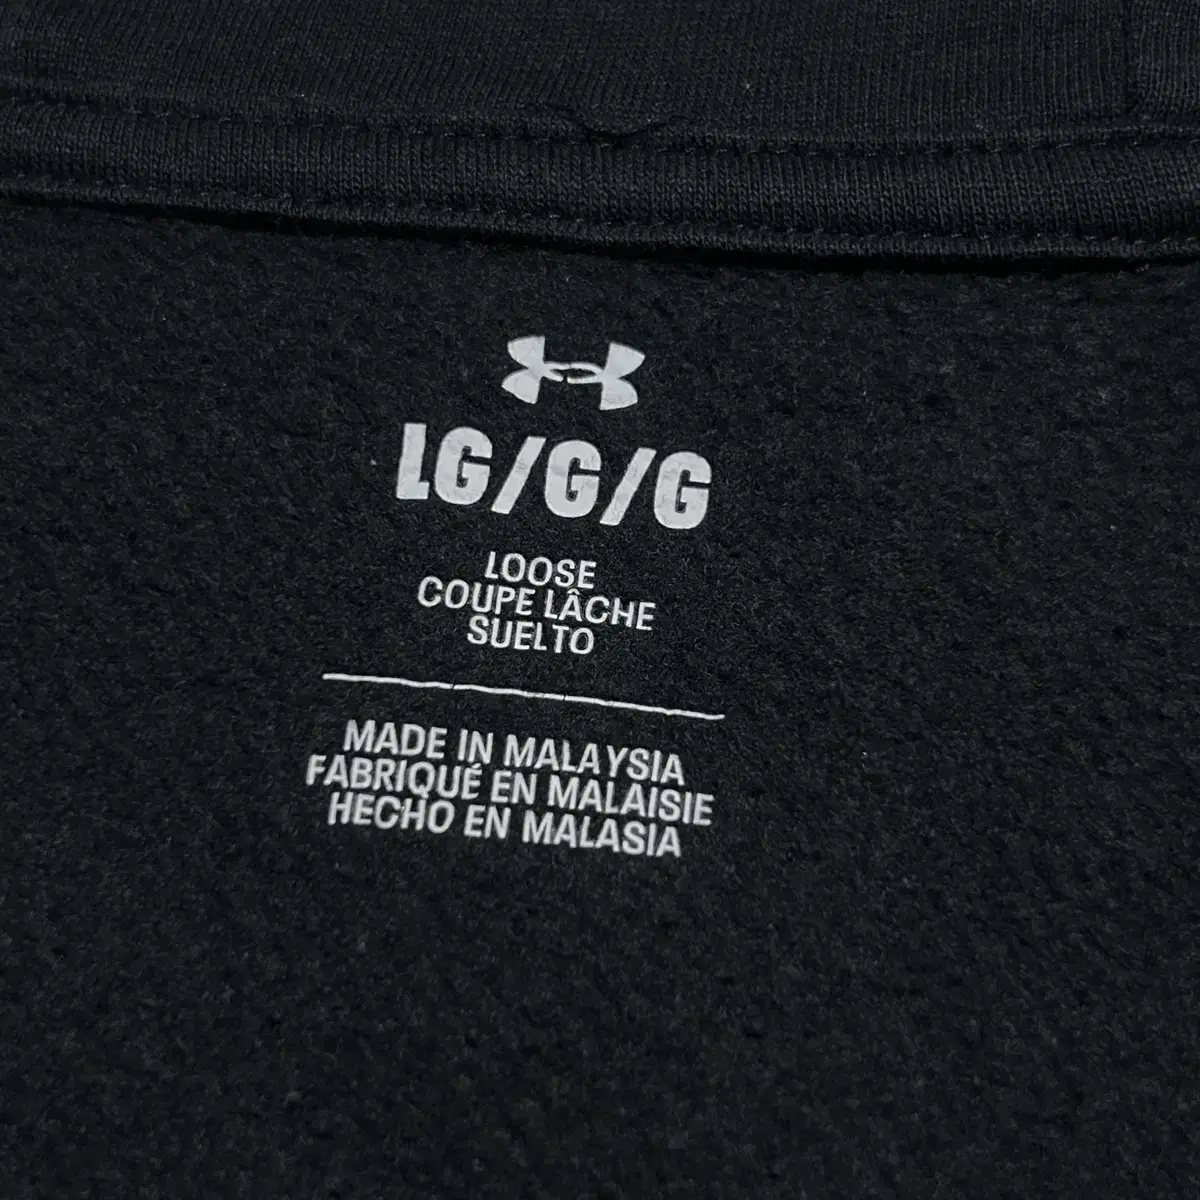 LG/G/G
LOOSE
COUPE LÂCHE
SUELTO
MADE IN MALAYSIA
FABRIQUÉ EN MALAISIE
HECHO EN MALASIA